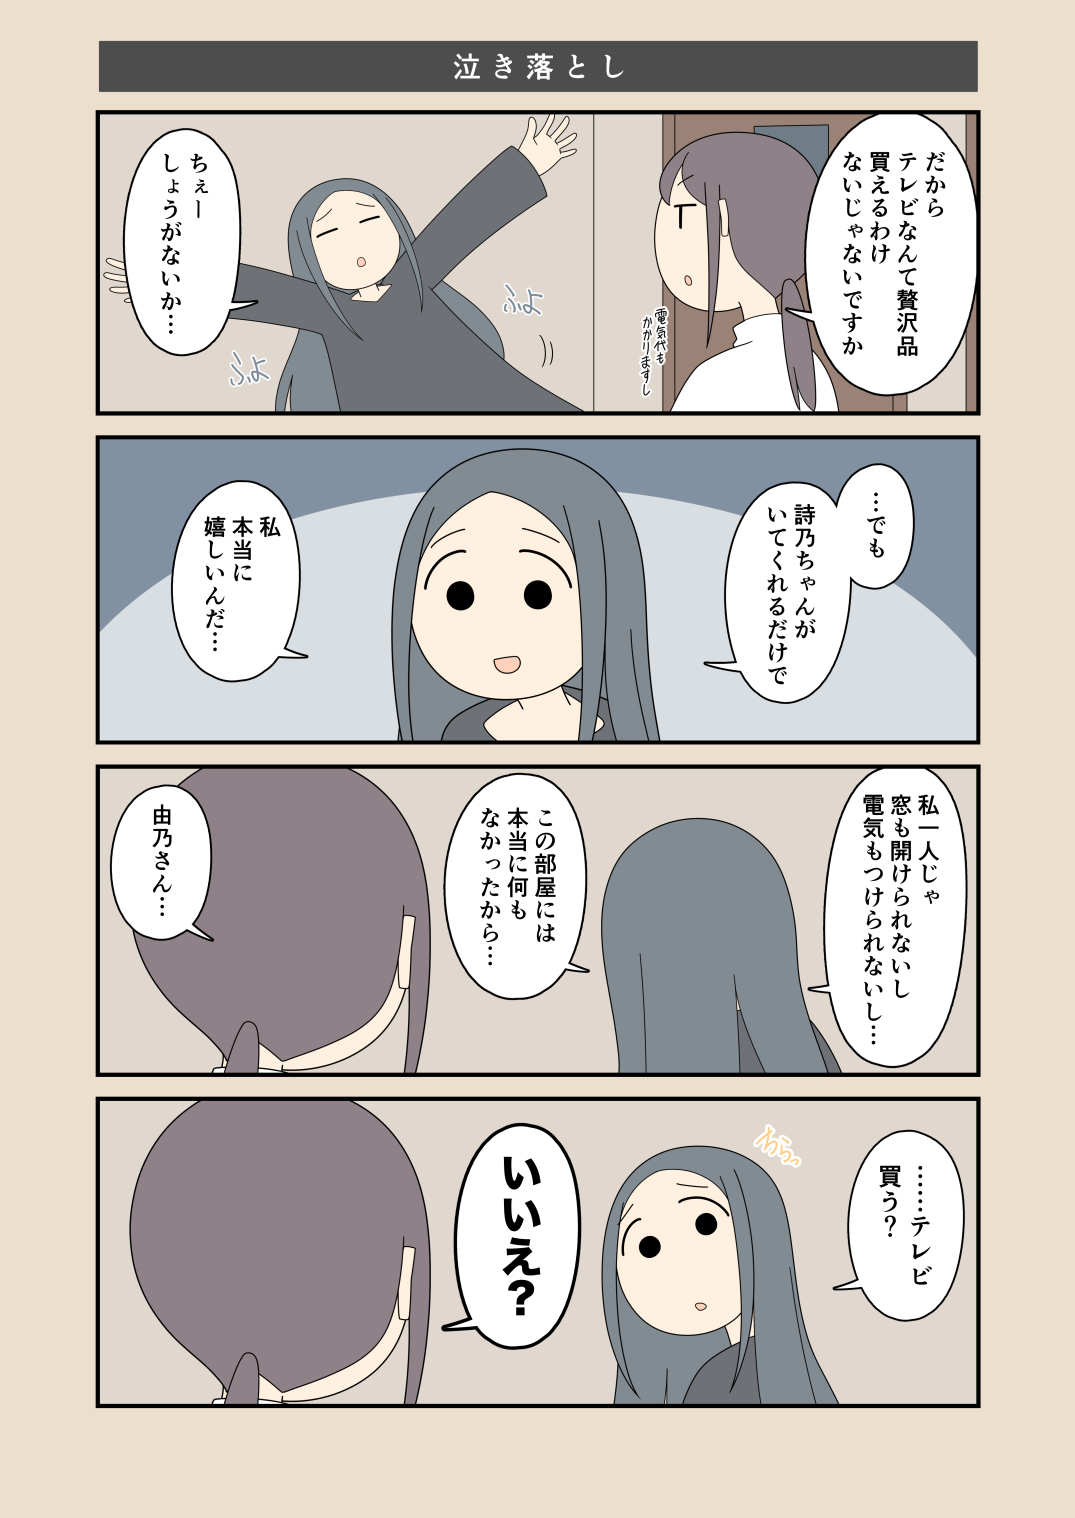 泣き落とし
だから
テレビなんて贅沢品
買えるわけ
ないじゃないですか
電気代も
かかりますし
ちぇー
しょうがないか…
ふよ
ふよ
…でも
詩乃ちゃんが
いてくれるだけで
私
本当に
嬉しいんだ…
私一人じゃ
窓も開けられないし
電気もつけられないし…
この部屋には
本当に何も
なかったから…
由乃さん…
……テレビ
買う？
ちらっ
いいえ？